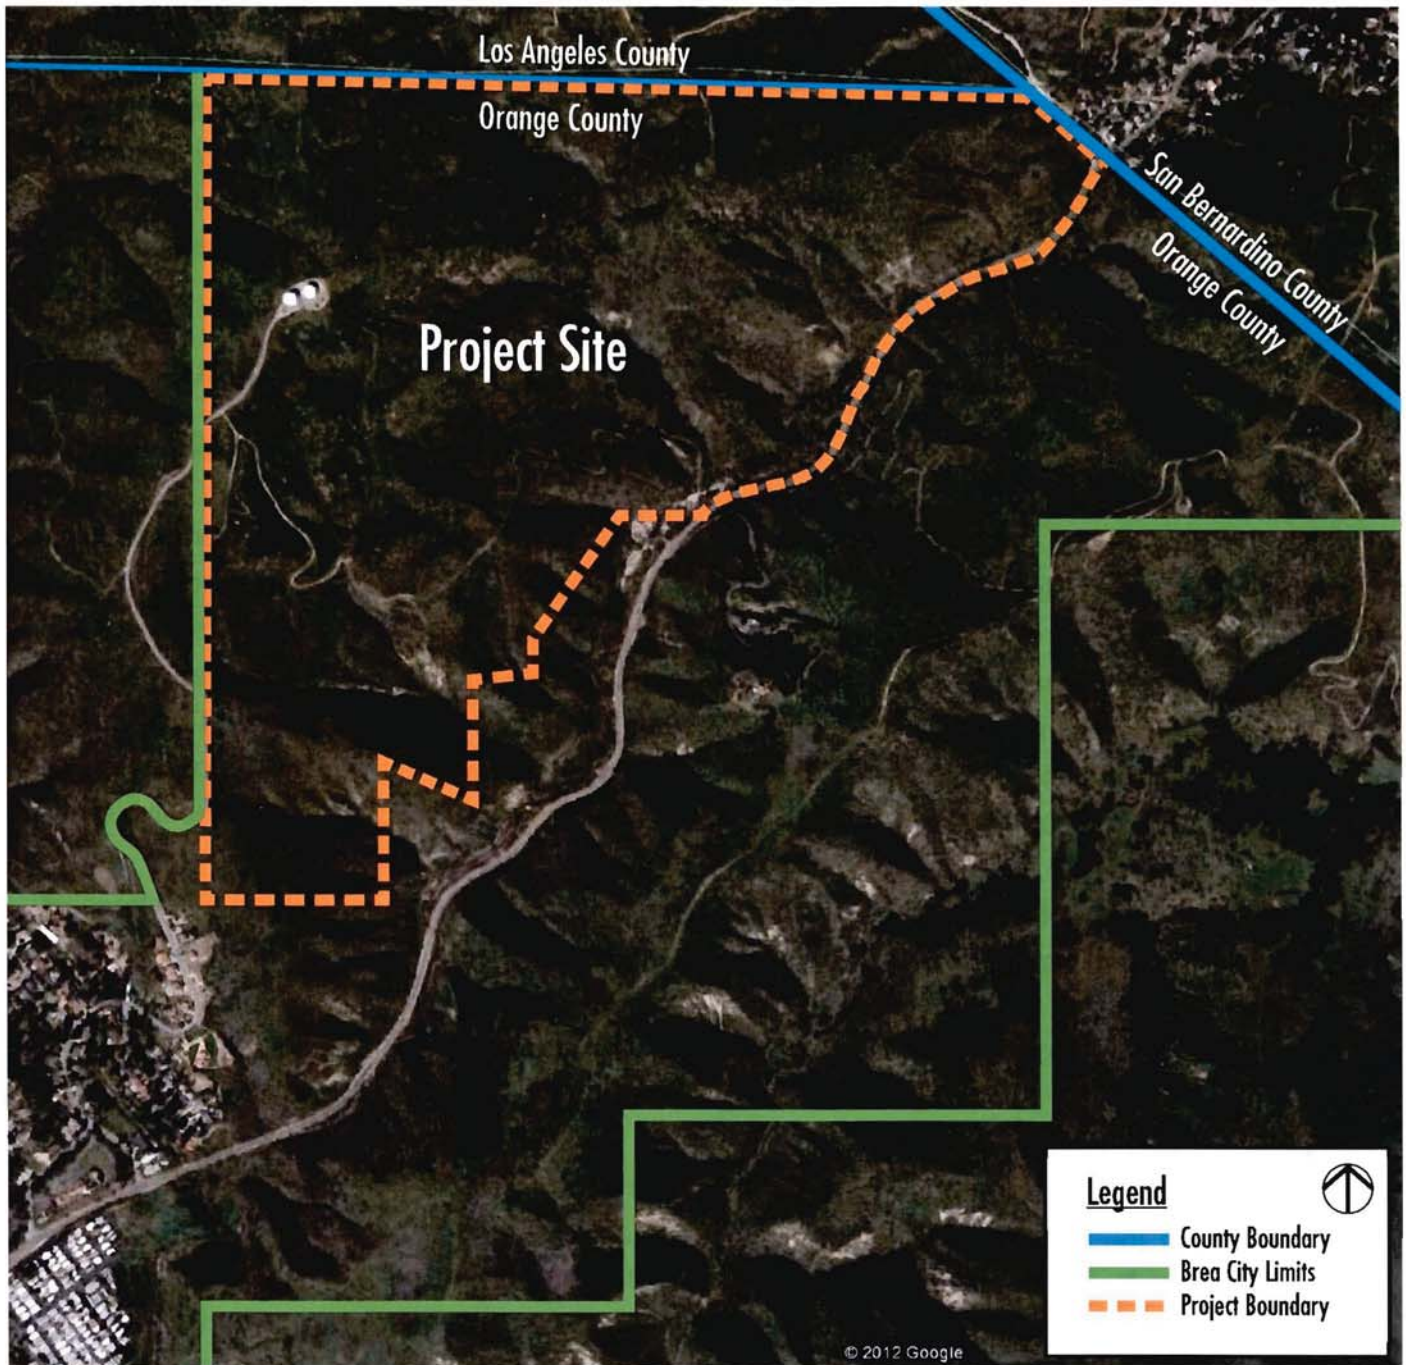 Los Angeles County
Orange County
San Bernardino County
Orange County
Project Site
Legend
County Boundary
Brea City Limits
Project Boundary
© 2012 Google